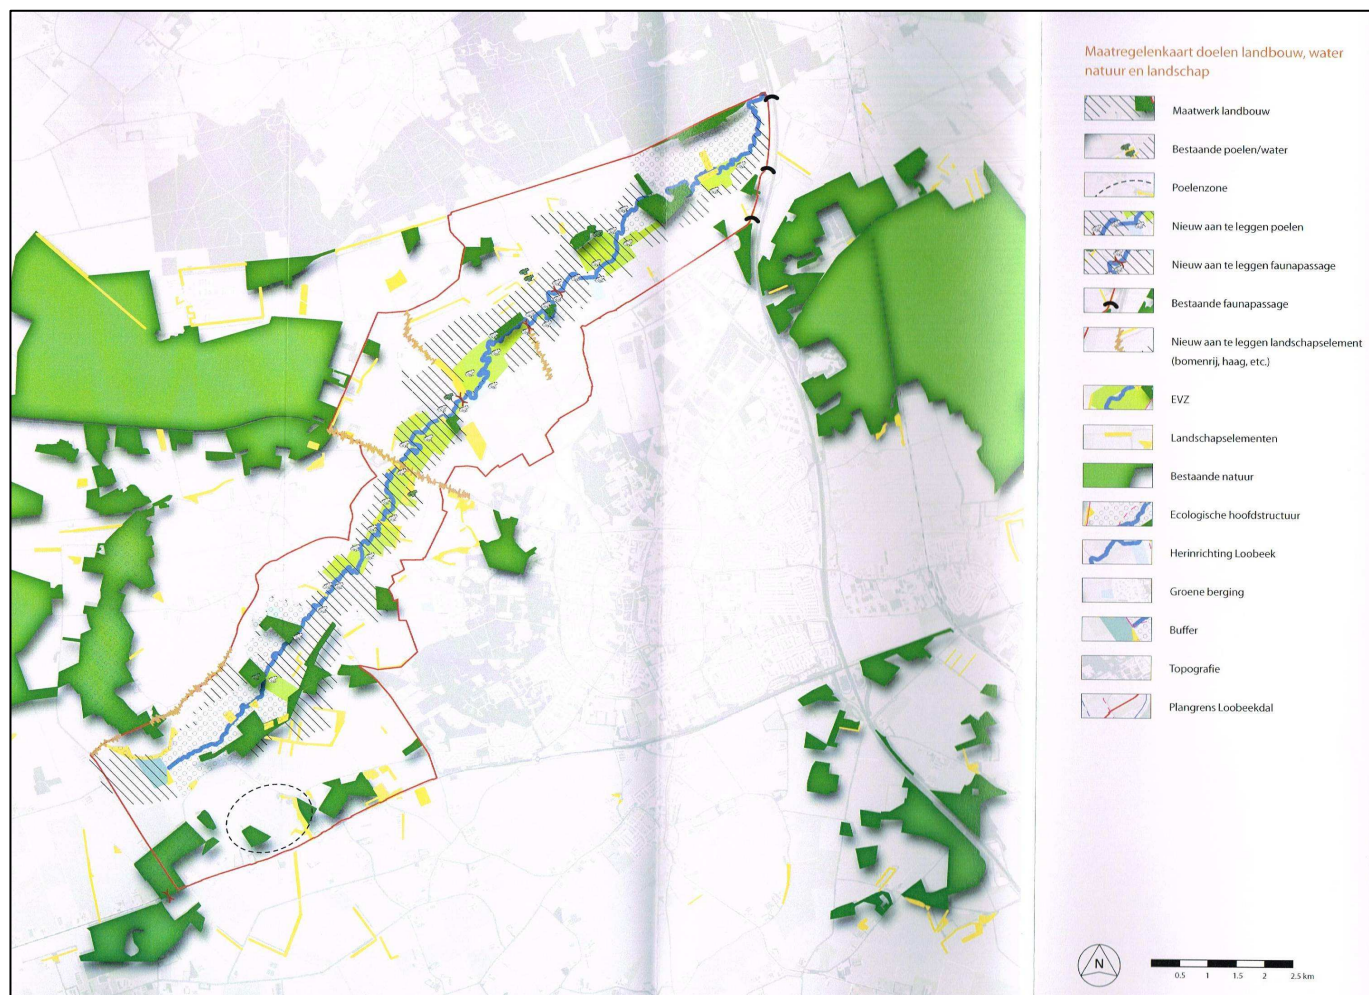 Maatregelenkaart doelen landbouw, water
natuur en landschap
Maatwerk landbouw
Bestaande poelen/water
Poelenzone
Nieuw aan te leggen poelen
Nieuw aan te leggen faunapassage
Bestaande faunapassage
Nieuw aan te leggen landschapselement
(bomenrij, haag, etc.)
EVZ
Landschapselementen
Bestaande natuur
Ecologische hoofdstructuur
Herinrichting Loobeek
Groene berging
Buffer
Topografie
Plangrens Loobeekdal
N
0.5 1 1.5 2 2.5 km